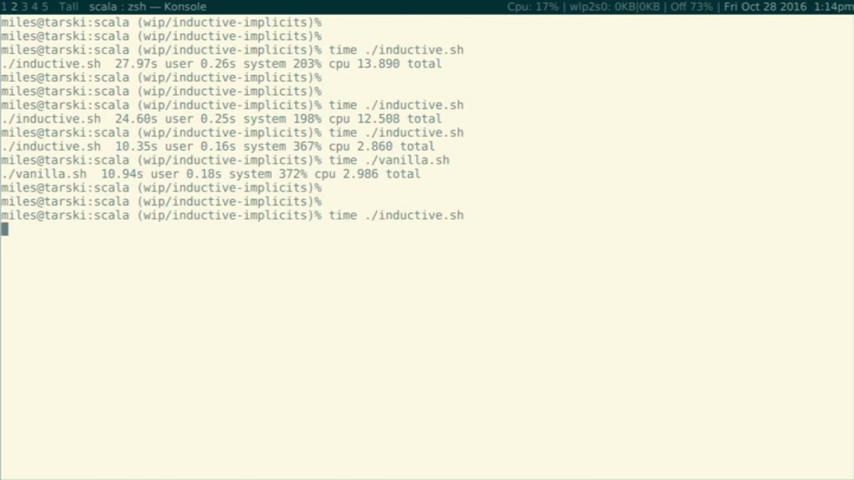 1 2 3 4 5 Tall scala : zsh — Konsole Cpu: 17% | wlp2s0: 0KB|0KB | Off 73% | Fri Oct 28 2016 1:14pm
miles@tarski:scala (wip/inductive-implicits)%
miles@tarski:scala (wip/inductive-implicits)%
miles@tarski:scala (wip/inductive-implicits)% time ./inductive.sh
./inductive.sh 27.97s user 0.26s system 203% cpu 13.890 total
miles@tarski:scala (wip/inductive-implicits)%
miles@tarski:scala (wip/inductive-implicits)%
miles@tarski:scala (wip/inductive-implicits)% time ./inductive.sh
./inductive.sh 24.60s user 0.25s system 198% cpu 12.508 total
miles@tarski:scala (wip/inductive-implicits)% time ./inductive.sh
./inductive.sh 10.35s user 0.16s system 367% cpu 2.860 total
miles@tarski:scala (wip/inductive-implicits)% time ./vanilla.sh
./vanilla.sh 10.94s user 0.18s system 372% cpu 2.986 total
miles@tarski:scala (wip/inductive-implicits)%
miles@tarski:scala (wip/inductive-implicits)%
miles@tarski:scala (wip/inductive-implicits)% time ./inductive.sh